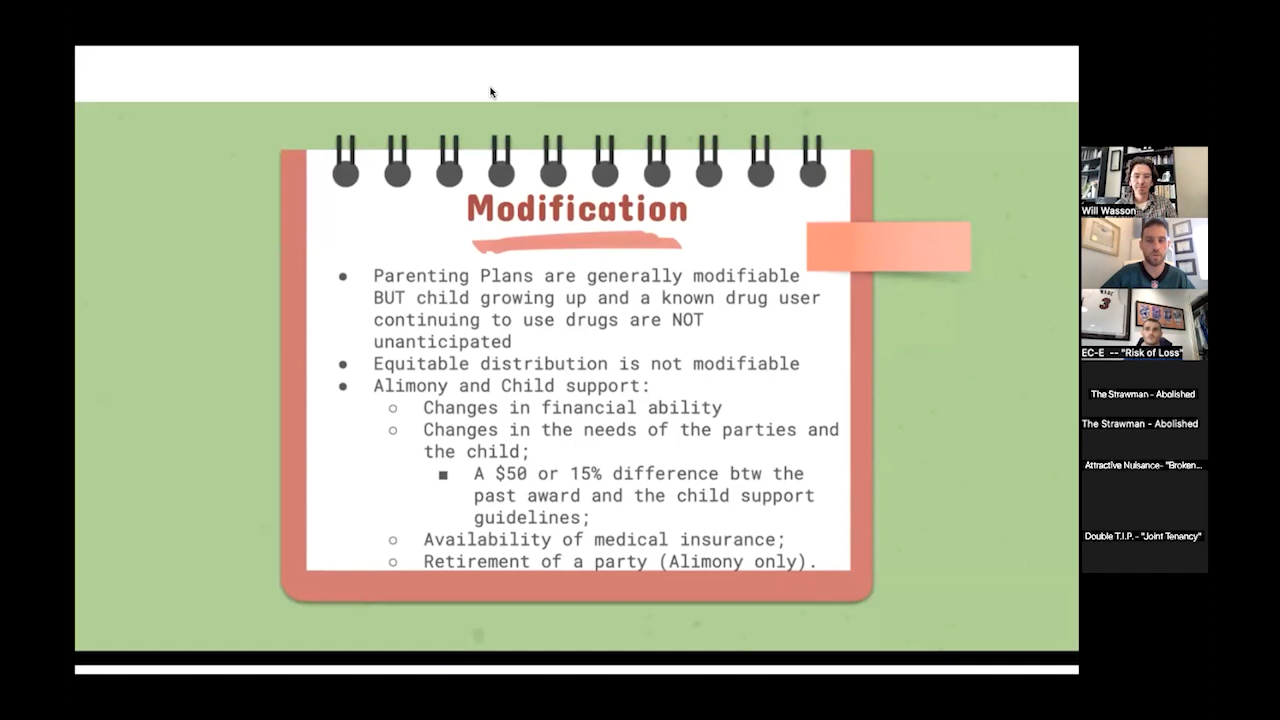 Modification
● Parenting Plans are generally modifiable
BUT child growing up and a known drug user
continuing to use drugs are NOT
unanticipated
● Equitable distribution is not modifiable
● Alimony and Child support:
○ Changes in financial ability
○ Changes in the needs of the parties and
the child;
■ A $50 or 15% difference btw the
past award and the child support
guidelines;
○ Availability of medical insurance;
○ Retirement of a party (Alimony only).
Will Wasson
WADE
3
EC-E -- "Risk of Loss"
The Strawman - Abolished
The Strawman - Abolished
Attractive Nuisance- "Broken...
Double T.I.P. - "Joint Tenancy"